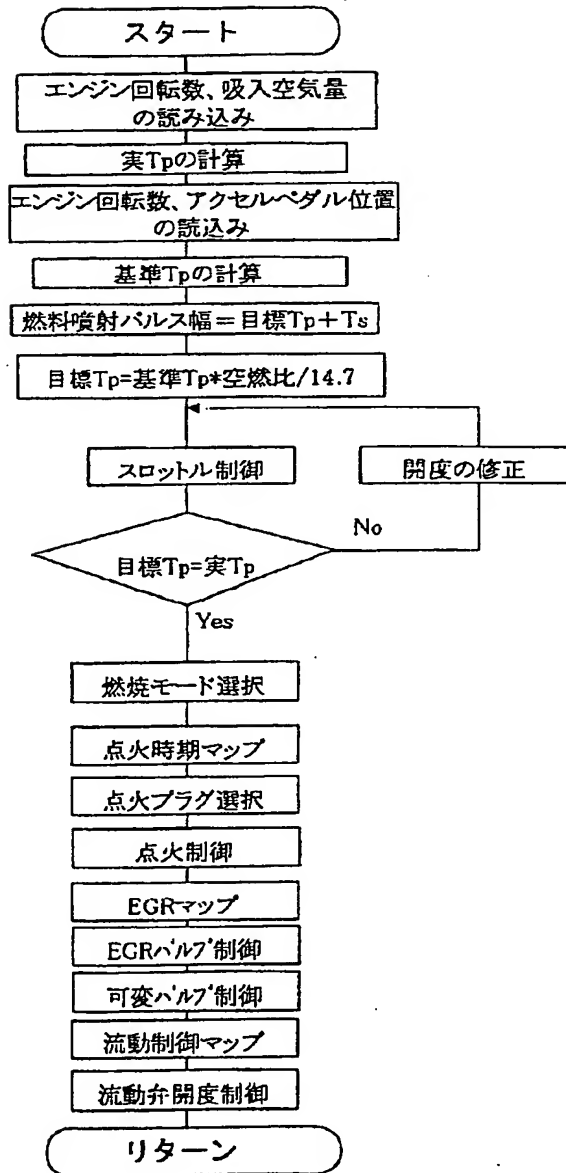 スタート
エンジン回転数、吸入空気量
の読み込み
実Tpの計算
エンジン回転数、アクセルペダル位置
の読込み
基準Tpの計算
燃料噴射パルス幅=目標Tp+Ts
目標Tp=基準Tp*空燃比/14.7
スロットル制御
開度の修正
No
目標Tp=実Tp
Yes
燃焼モード選択
点火時期マップ
点火プラグ選択
点火制御
EGRマップ
EGRバルブ制御
可変バルブ制御
流動制御マップ
流動弁開度制御
リターン